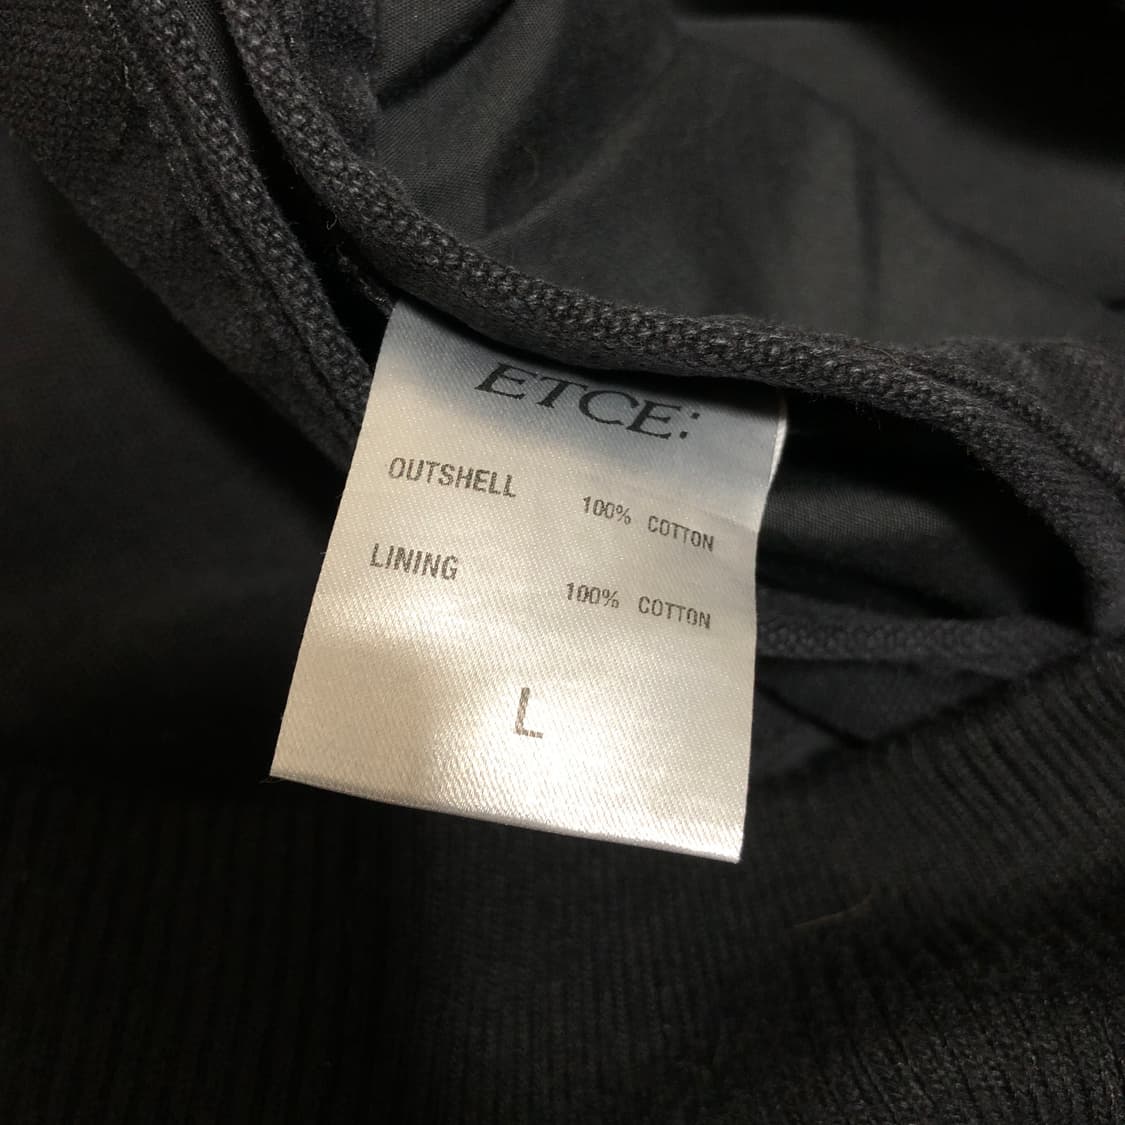 ETCE:
OUTSHELL
100% COTTON
LINING
100% COTTON
L